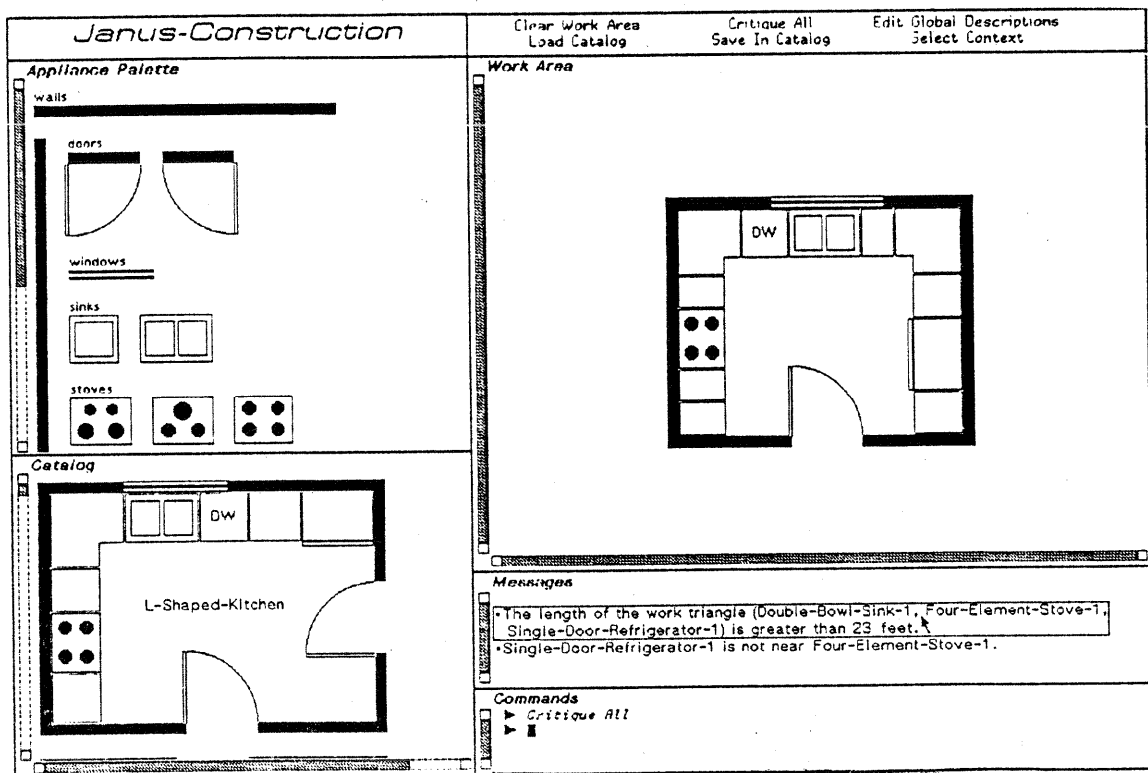 Janus-Construction
Clear Work Area
Critique All
Edit Global Descriptions
Load Catalog
Save In Catalog
Select Context
Appliance Palette
walls
doors
windows
sinks
stoves
Work Area
DW
Catalog
DW
L-Shaped-Kitchen
Messages
•The length of the work triangle (Double-Bowl-Sink-1, Four-Element-Stove-1,
Single-Door-Refrigerator-1) is greater than 23 feet.
•Single-Door-Refrigerator-1 is not near Four-Element-Stove-1.
Commands
Critique All